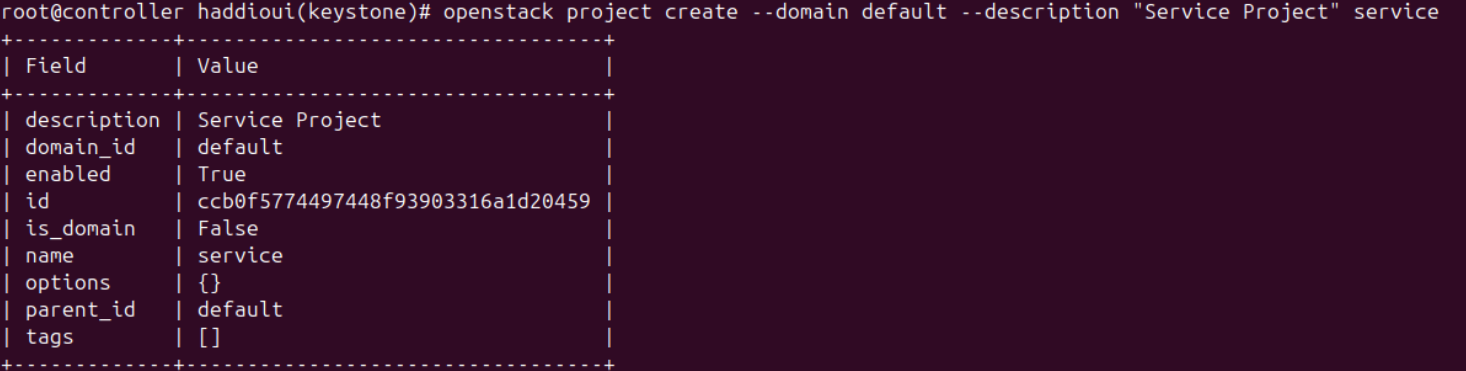 root@controller haddioui(keystone)# openstack project create --domain default --description "Service Project" service
+-------------+----------------------------------+
| Field       | Value                            |
+-------------+----------------------------------+
| description | Service Project                  |
| domain_id   | default                          |
| enabled     | True                             |
| id          | ccb0f5774497448f93903316a1d20459 |
| is_domain   | False                            |
| name        | service                          |
| options     | {}                               |
| parent_id   | default                          |
| tags        | []                               |
+-------------+----------------------------------+